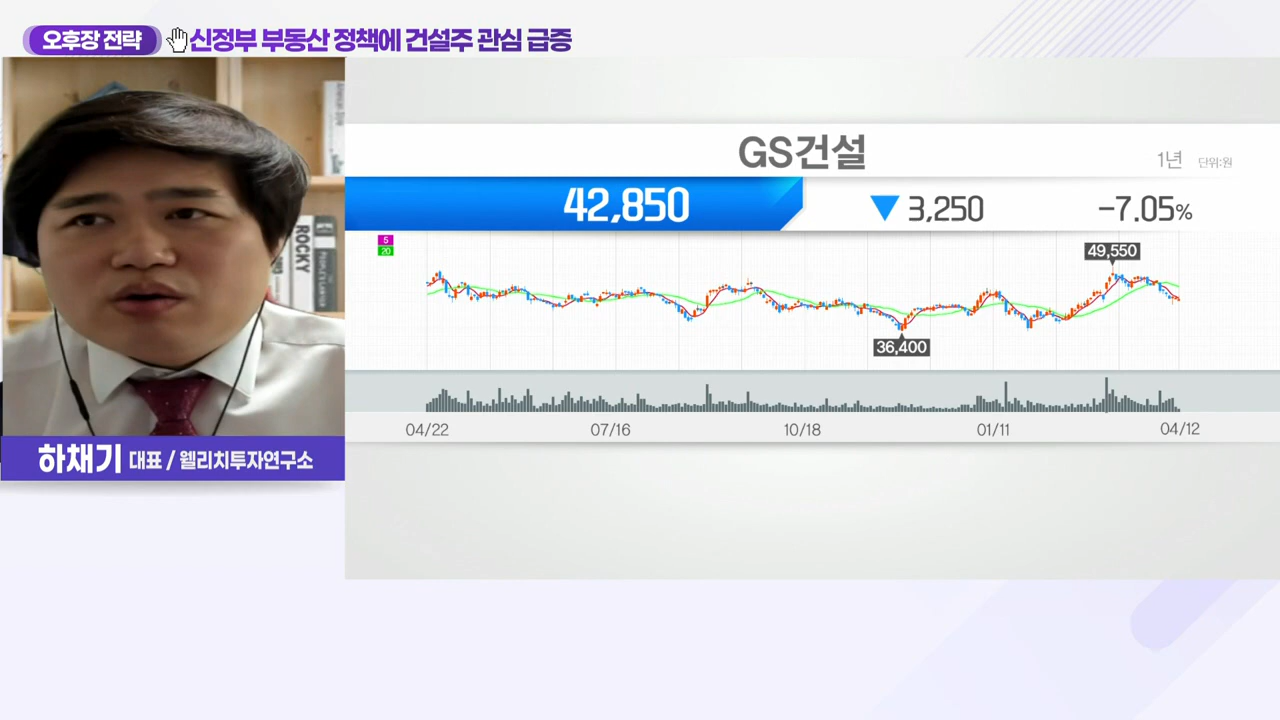 오후장 전략
신정부 부동산 정책에 건설주 관심 급증
ROCKY
PEOPLE'S LAWYER
하채기 대표 / 웰리치투자연구소
GS건설
1년 단위:원
42,850 ▼ 3,250 -7.05%
5
20
49,550
36,400
04/22 07/16 10/18 01/11 04/12